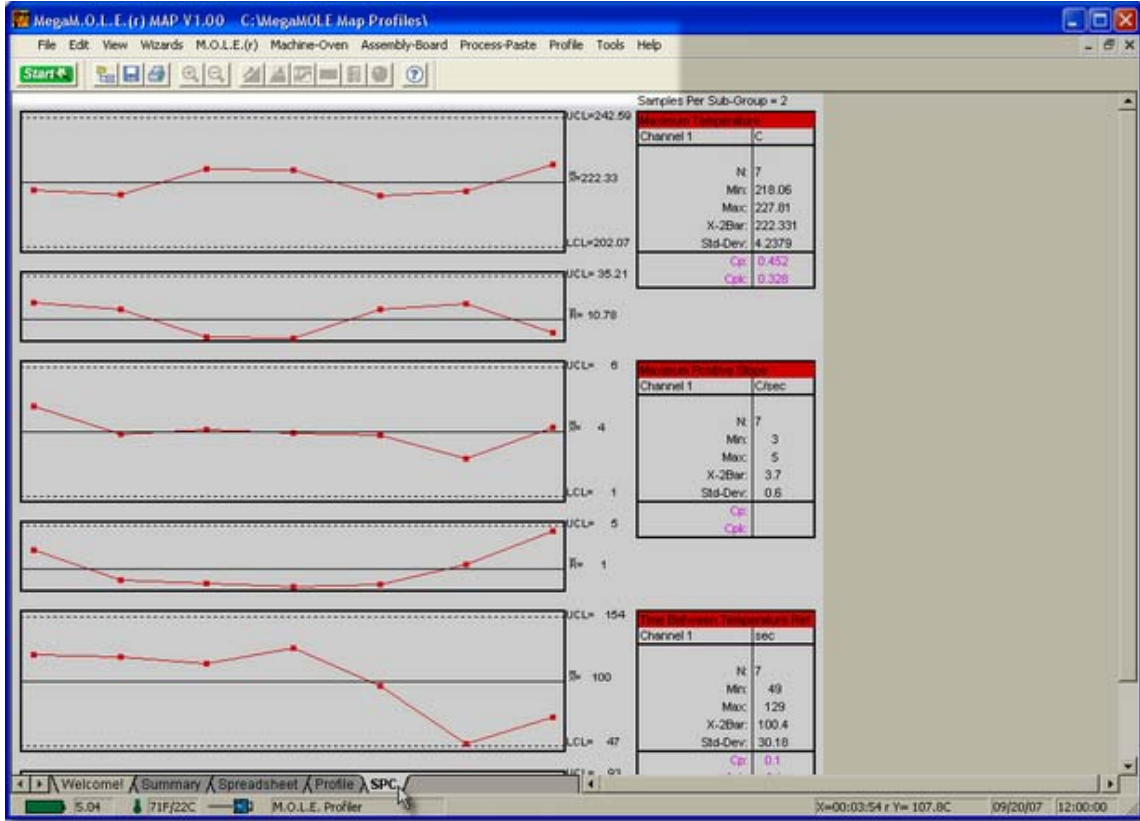 MegaM.O.L.E.(r) MAP V1.00 C:\MegaMOLE Map Profiles\
File Edit View Wizards M.O.L.E.(r) Machine-Oven Assembly-Board Process-Paste Profile Tools Help
Start
Samples Per Sub-Group = 2
UCL=242.59
X=222.33
LCL=202.07
Maximum Temperature
Channel 1 C
N: 7
Min: 218.06
Max: 227.81
X-2Bar: 222.331
Std-Dev: 4.2379
Cp: 0.452
Cpk: 0.328
UCL= 35.21
R= 10.78
UCL= 6
= 4
LCL= 1
Maximum Positive Slope
Channel 1 C/sec
N: 7
Min: 3
Max: 5
X-2Bar: 3.7
Std-Dev: 0.6
Cp:
Cpk:
UCL= 5
R= 1
UCL= 154
= 100
LCL= 47
Time Between Temperature Ref
Channel 1 sec
N: 7
Min: 49
Max: 129
X-2Bar: 100.4
Std-Dev: 30.18
Cp: 0.1
UCL= 93
Welcome! Summary Spreadsheet Profile SPC
5.04 71F/22C M.O.L.E. Profiler X=00:03:54 r Y= 107.8C 09/20/07 12:00:00